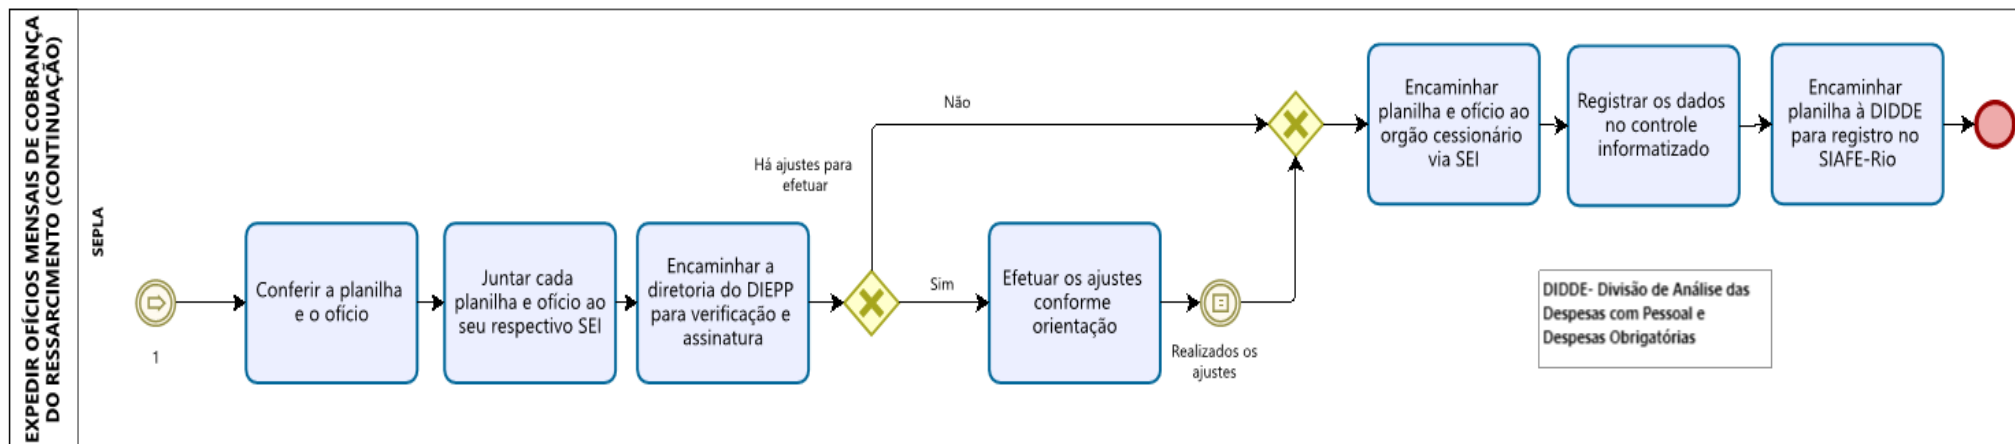 EXPEDIR OFÍCIOS MENSAIS DE COBRANÇA
DO RESSARCIMENTO (CONTINUAÇÃO)
SEPLA
1
Conferir a planilha
e o ofício
Juntar cada
planilha e ofício ao
seu respectivo SEI
Encaminhar a
diretoria do DIEPP
para verificação e
assinatura
Há ajustes para
efetuar
Não
Sim
Efetuar os ajustes
conforme
orientação
Realizados os
ajustes
Encaminhar
planilha e ofício ao
orgão cessionário
via SEI
Registrar os dados
no controle
informatizado
Encaminhar
planilha à DIDDE
para registro no
SIAFE-Rio
DIDDE- Divisão de Análise das
Despesas com Pessoal e
Despesas Obrigatórias